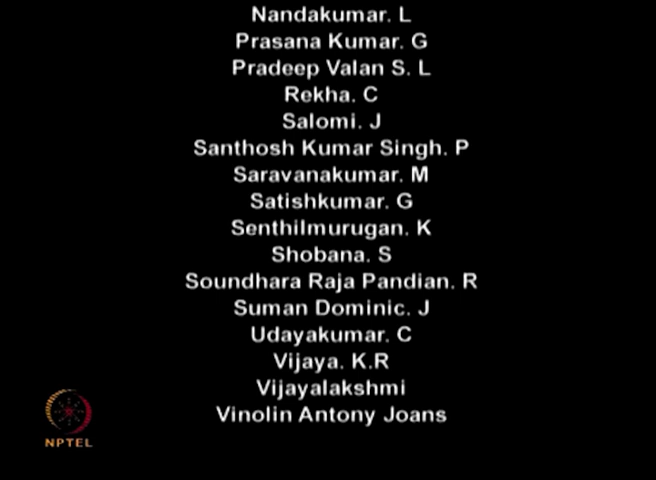 Nandakumar. L
Prasana Kumar. G
Pradeep Valan S. L
Rekha. C
Salomi. J
Santhosh Kumar Singh. P
Saravanakumar. M
Satishkumar. G
Senthilmurugan. K
Shobana. S
Soundhara Raja Pandian. R
Suman Dominic. J
Udayakumar. C
Vijaya. K.R
Vijayalakshmi
Vinolin Antony Joans
NPTEL